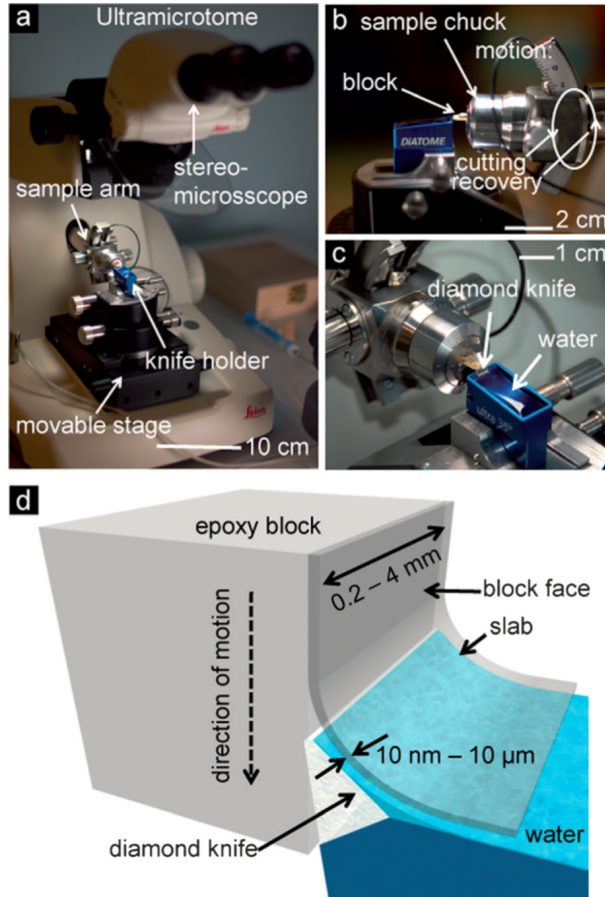 a
Ultramicrotome
stereo-
microsscope
sample arm
knife holder
movable stage
Leica
10 cm
b
sample chuck
motion:
block
DiATOME
cutting
recovery
2 cm
c
1 cm
diamond knife
water
ultra 35°
d
epoxy block
0.2 – 4 mm
block face
slab
direction of motion
10 nm – 10 µm
diamond knife
water